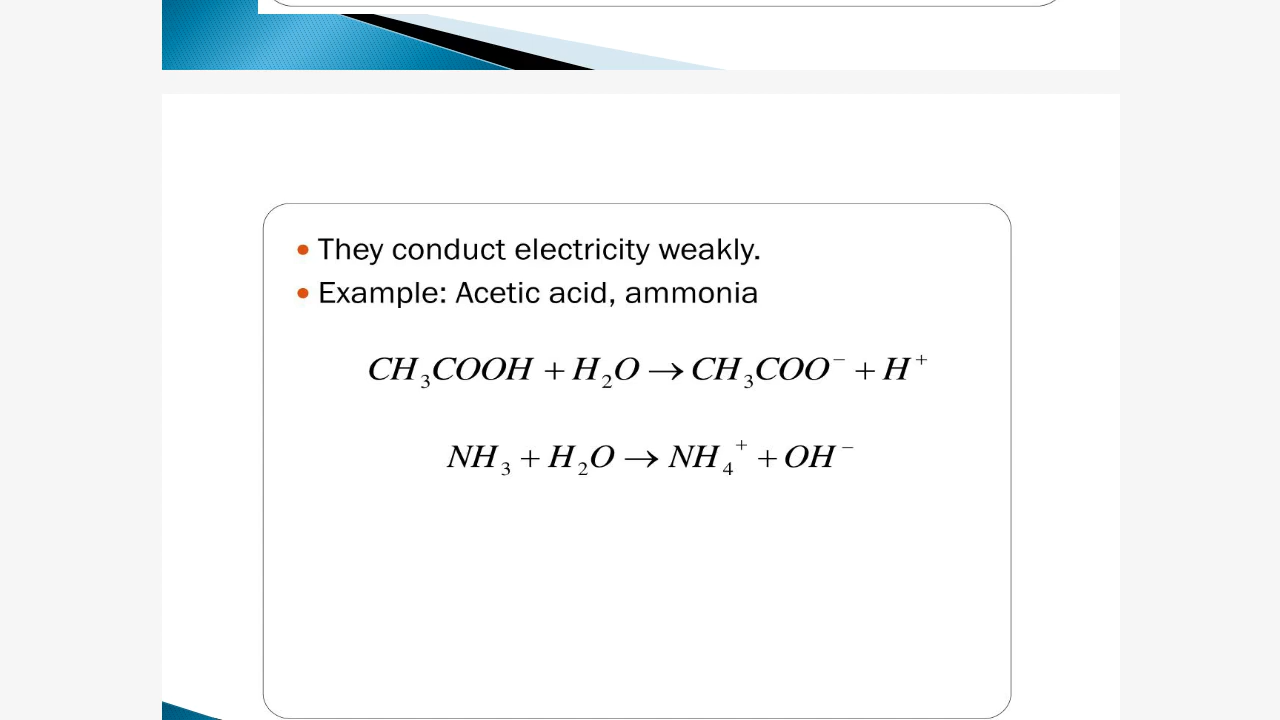 • They conduct electricity weakly.
• Example: Acetic acid, ammonia
CH₃COOH + H₂O → CH₃COO⁻ + H⁺
NH₃ + H₂O → NH₄⁺ + OH⁻